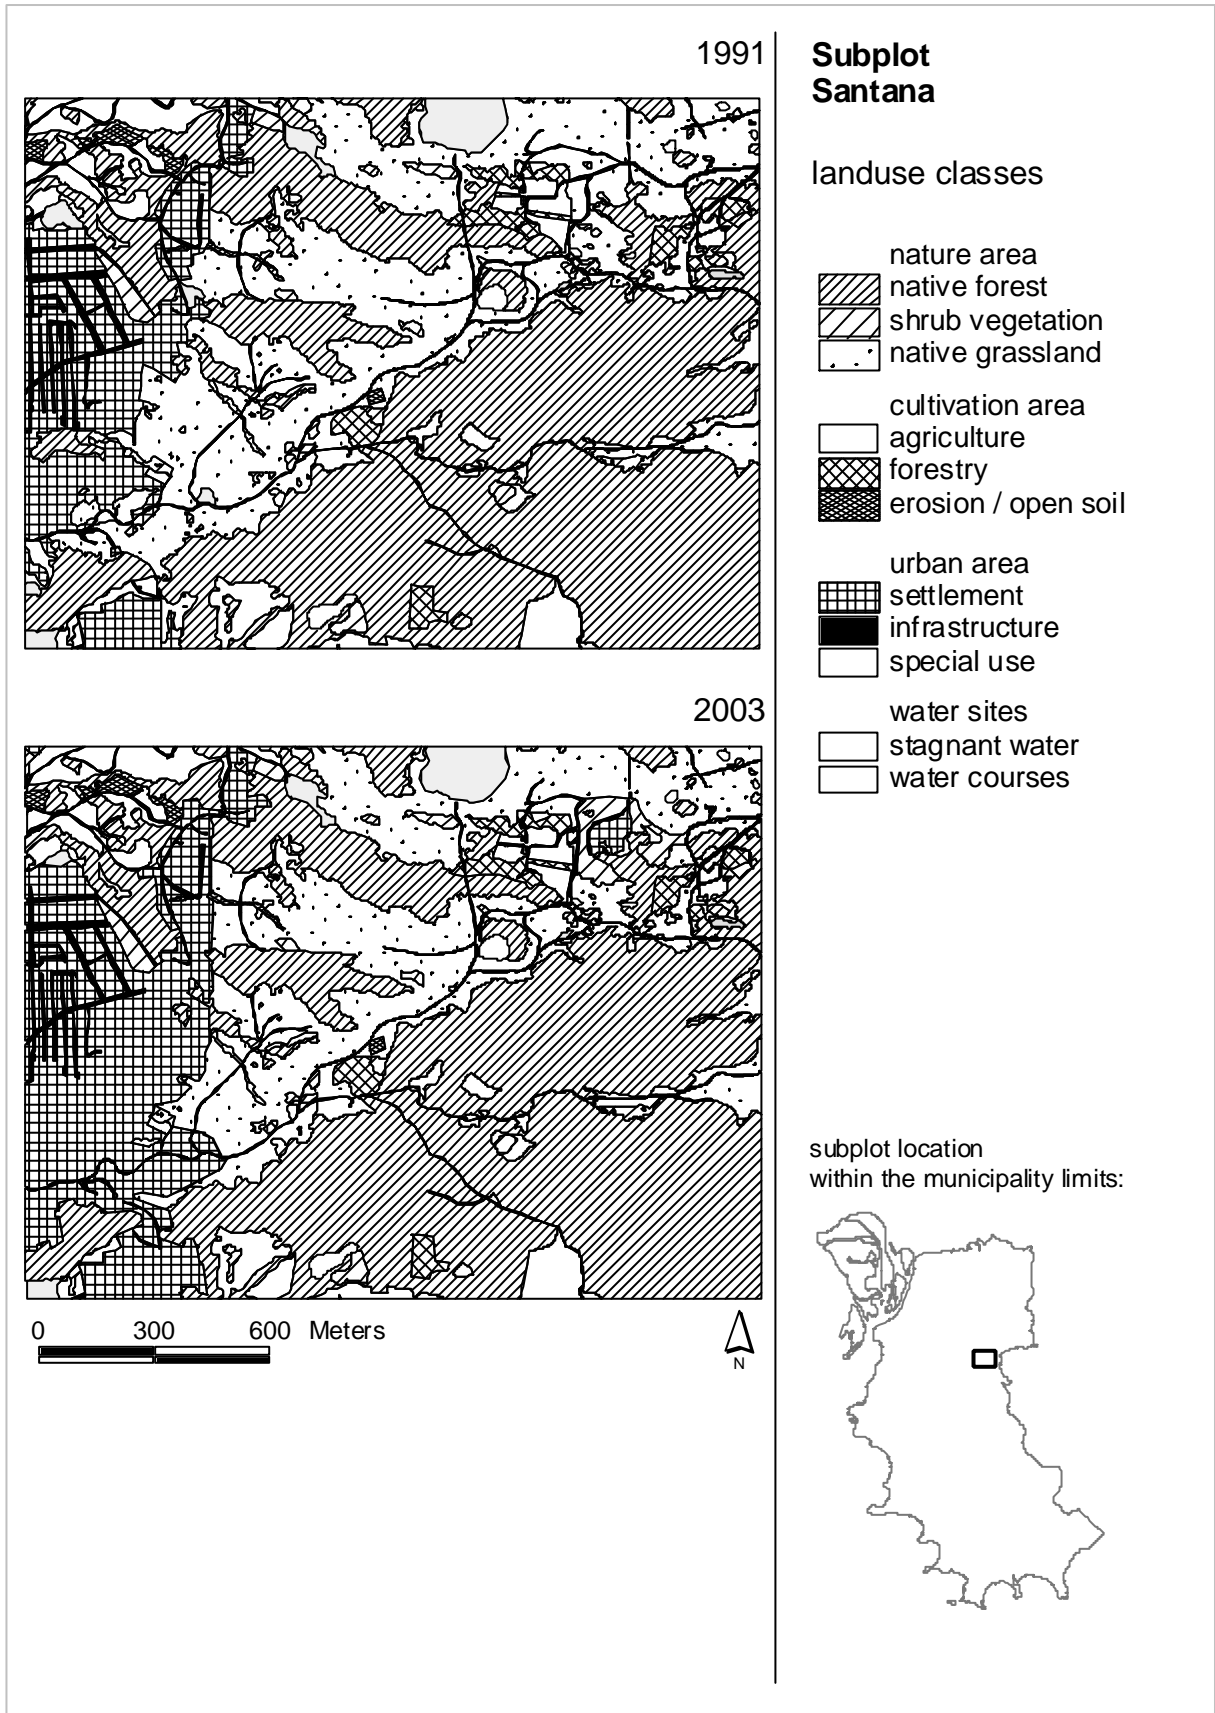 1991
Subplot
Santana
landuse classes
nature area
native forest
shrub vegetation
native grassland
cultivation area
agriculture
forestry
erosion / open soil
urban area
settlement
infrastructure
special use
water sites
stagnant water
water courses
2003
0 300 600 Meters
N
subplot location
within the municipality limits: